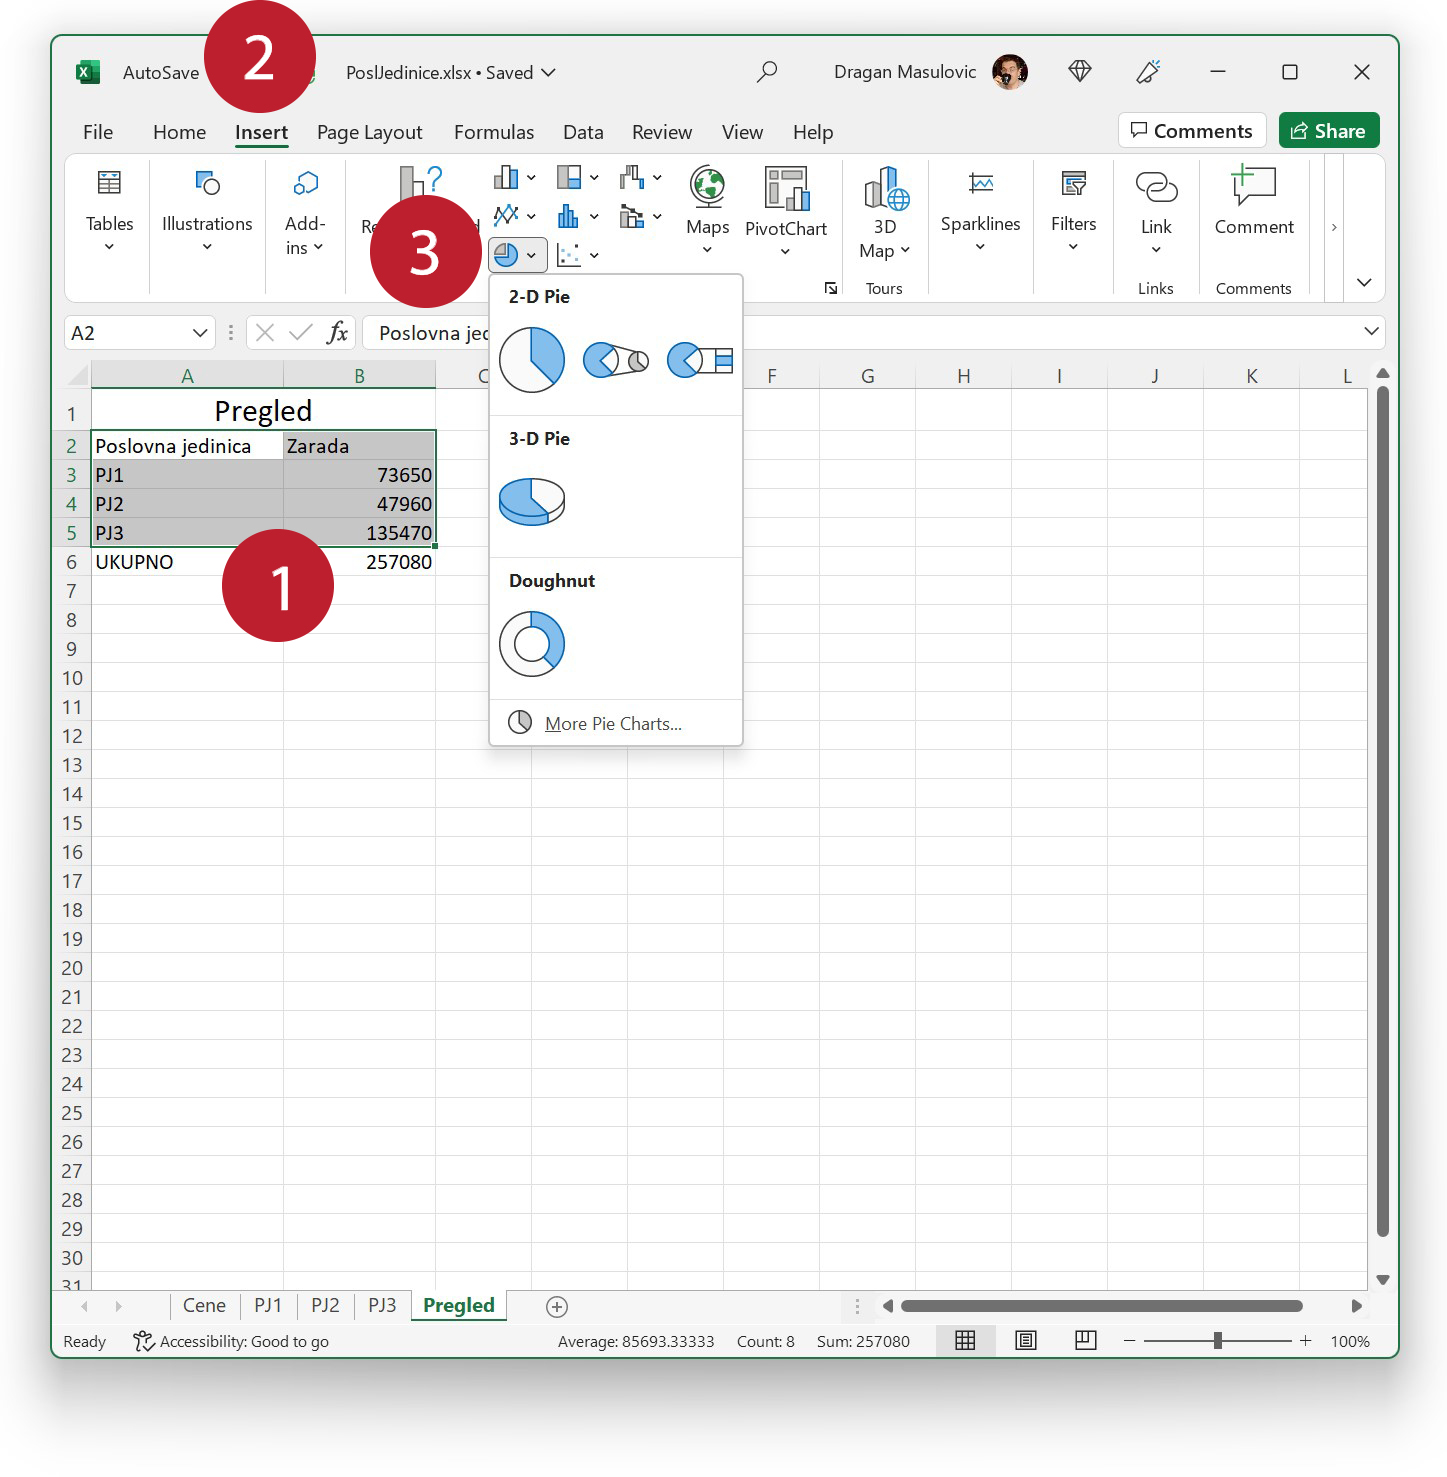 2
AutoSave
PoslJedinice.xlsx • Saved
Dragan Masulovic
File Home Insert Page Layout Formulas Data Review View Help
Comments Share
Tables
Illustrations
Add-
ins
?
3
Maps
PivotChart
3D
Map
Tours
Sparklines
Filters
Link
Links
Comment
Comments
A2
fx
2-D Pie
3-D Pie
Doughnut
More Pie Charts...
A B F G H I J K L
1 Pregled
2 Poslovna jedinica Zarada
3 PJ1 73650
4 PJ2 47960
5 PJ3 135470
6 UKUPNO 257080
1
7
8
9
10
11
12
13
14
15
16
17
18
19
20
21
22
23
24
25
26
27
28
29
30
31
Cene PJ1 PJ2 PJ3 Pregled
Ready Accessibility: Good to go Average: 85693.33333 Count: 8 Sum: 257080 100%